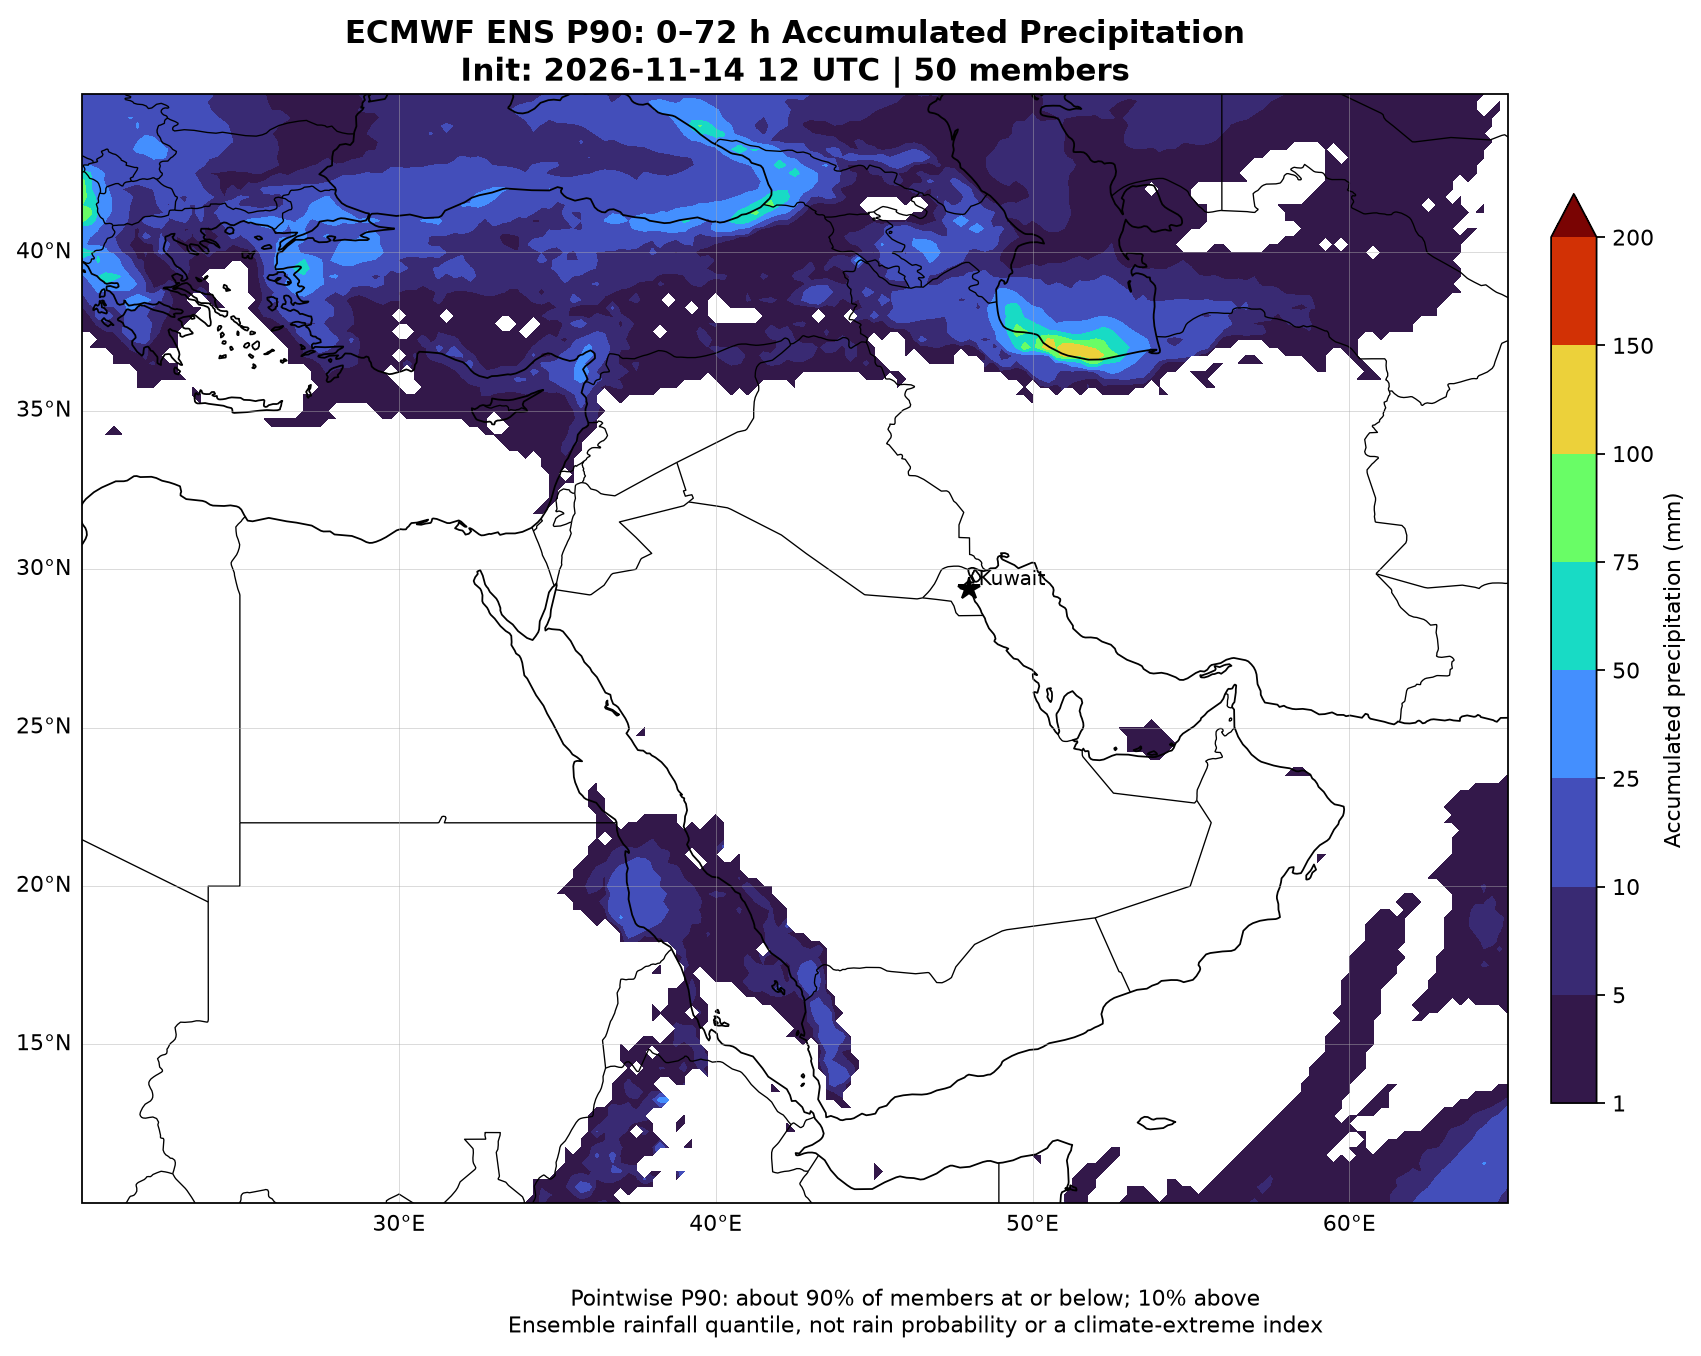 ECMWF ENS P90: 0–72 h Accumulated Precipitation
Init: 2026-11-14 12 UTC | 50 members
40°N
35°N
30°N
25°N
20°N
15°N
30°E
40°E
50°E
60°E
Kuwait
200
150
100
75
50
25
10
5
1
Accumulated precipitation (mm)
Pointwise P90: about 90% of members at or below; 10% above
Ensemble rainfall quantile, not rain probability or a climate-extreme index